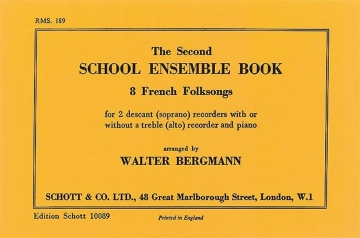 RMS. 189
The Second
SCHOOL ENSEMBLE BOOK
8 French Folksongs
for 2 descant (soprano) recorders with or
without a treble (alto) recorder and piano
arranged by
WALTER BERGMANN
SCHOTT & CO. LTD., 48 Great Marlborough Street, London, W.1
Edition Schott 10089
Printed in England